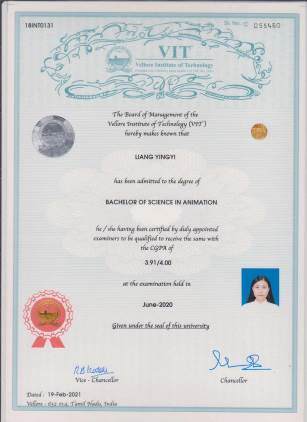 18INT0131
055460
VIT
Vellore Institute of Technology
The Board of Management of the
Vellore Institute of Technology (VIT)
hereby makes known that
LIANG YINGYI
has been admitted to the degree of
BACHELOR OF SCIENCE IN ANIMATION
he / she having been certified by duly appointed
examiners to be qualified to receive the same with
the CGPA of
3.91/4.00
at the examination held in
June-2020
Given under the seal of this university
Vice - Chancellor
Chancellor
Dated : 19-Feb-2021
Vellore - 632 014, Tamil Nadu, India